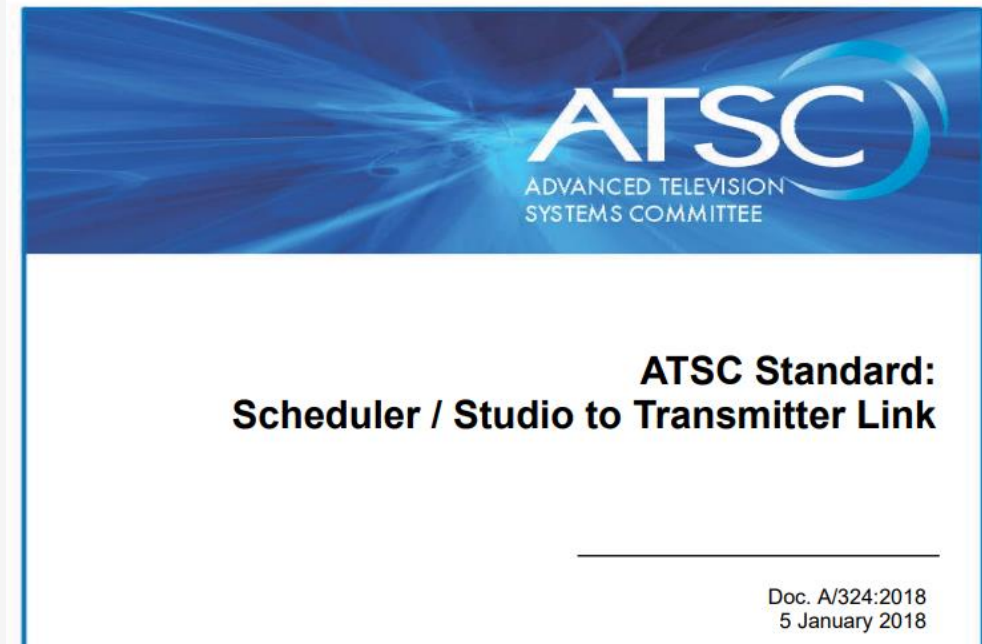 ATSC
ADVANCED TELEVISION
SYSTEMS COMMITTEE
ATSC Standard:
Scheduler / Studio to Transmitter Link
Doc. A/324:2018
5 January 2018